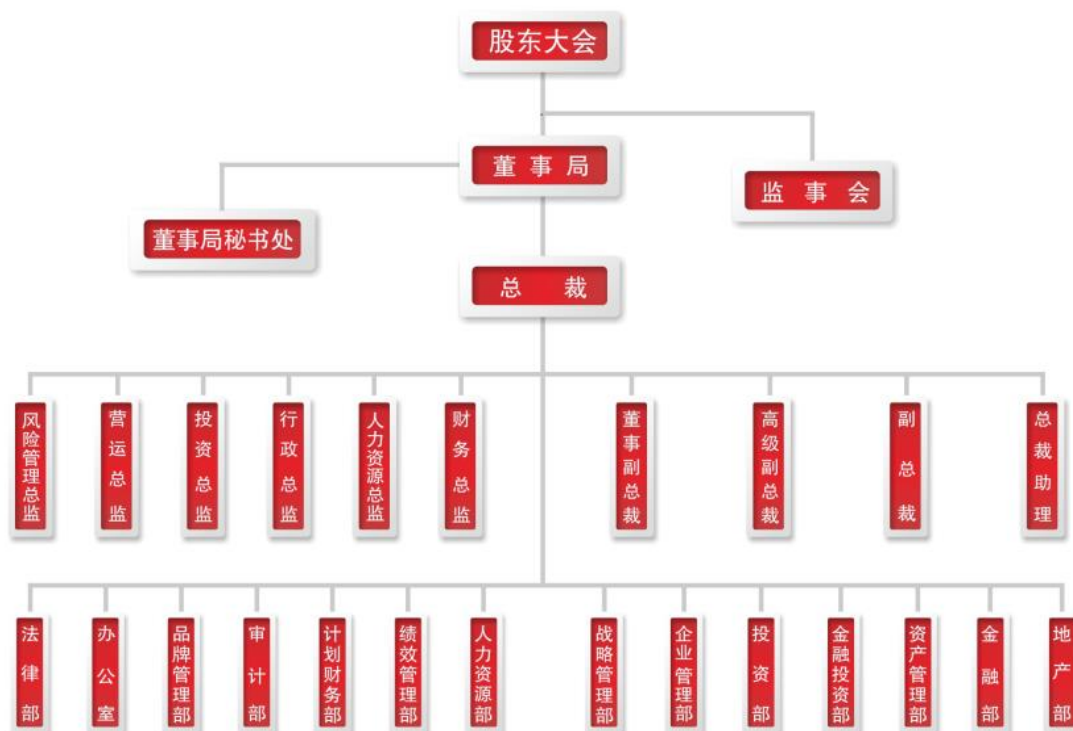 股东大会
董事局
监事会
董事局秘书处
总裁
风险管理总监
营运总监
投资总监
行政总监
人力资源总监
财务总监
董事副总裁
高级副总裁
副总裁
总裁助理
法律部
办公室
品牌管理部
审计部
计划财务部
绩效管理部
人力资源部
战略管理部
企业管理部
投资部
金融投资部
资产管理部
金融部
地产部